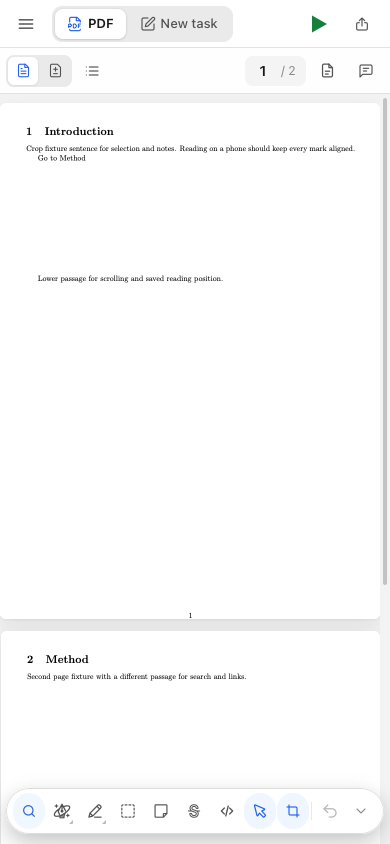 PDF
PDF
New task
1 / 2
1 Introduction
Crop fixture sentence for selection and notes. Reading on a phone should keep every mark aligned.
Go to Method
Lower passage for scrolling and saved reading position.
1
2 Method
Second page fixture with a different passage for search and links.